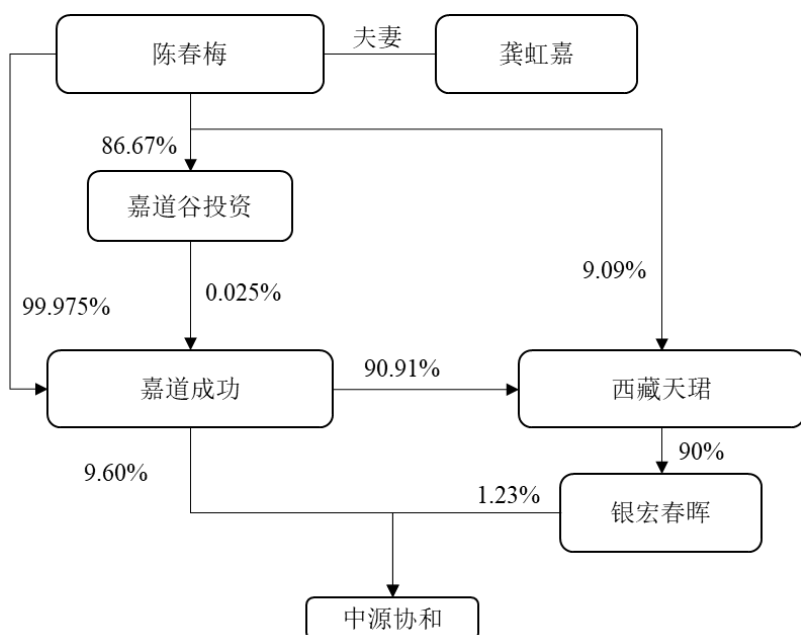 陈春梅
夫妻
龚虹嘉
86.67%
嘉道谷投资
9.09%
0.025%
99.975%
嘉道成功
90.91%
西藏天珺
9.60%
90%
1.23%
银宏春晖
中源协和